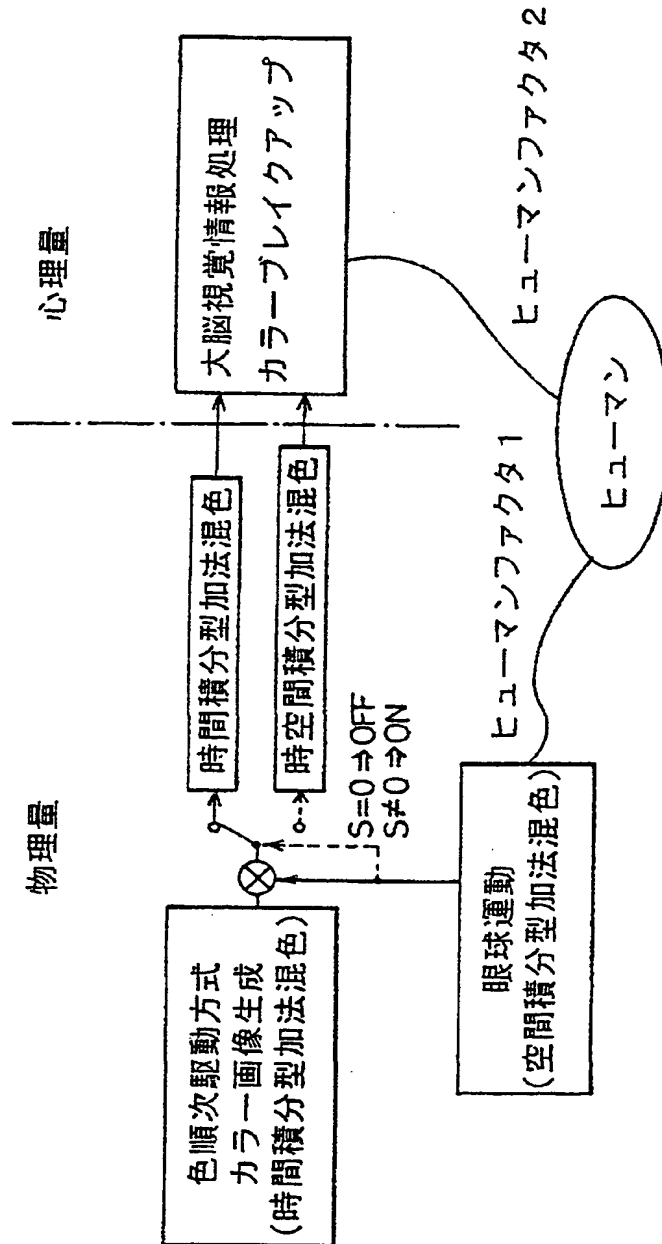 物理量
心理量
色順次駆動方式
カラー画像生成
(時間積分型加法混色)
時間積分型加法混色
時空間積分型加法混色
大脳視覚情報処理
カラーブレイクアップ
S=0⇒OFF
S≠0⇒ON
眼球運動
(空間積分型加法混色)
ヒューマンファクタ1
ヒューマンファクタ2
ヒューマン